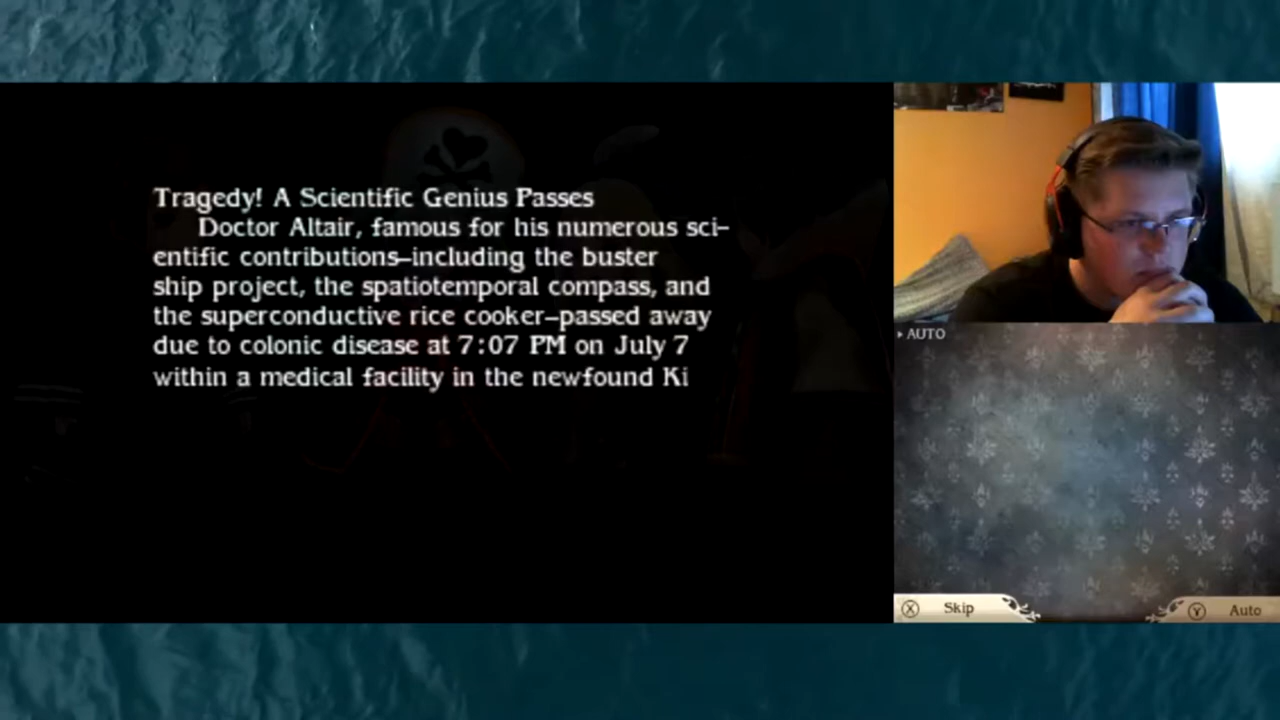 Tragedy! A Scientific Genius Passes
Doctor Altair, famous for his numerous sci-
entific contributions—including the buster
ship project, the spatiotemporal compass, and
the superconductive rice cooker—passed away
due to colonic disease at 7:07 PM on July 7
within a medical facility in the newfound Ki
AUTO
X Skip
Y Auto